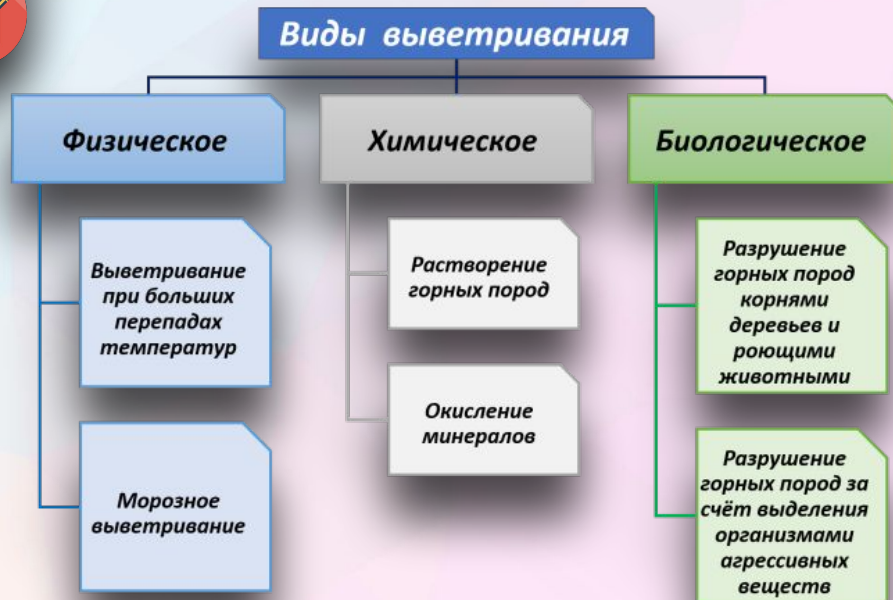 Виды выветривания
Физическое
Выветривание
при больших
перепадах
температур
Морозное
выветривание
Химическое
Растворение
горных пород
Окисление
минералов
Биологическое
Разрушение
горных пород
корнями
деревьев и
роющими
животными
Разрушение
горных пород за
счёт выделения
организмами
агрессивных
веществ